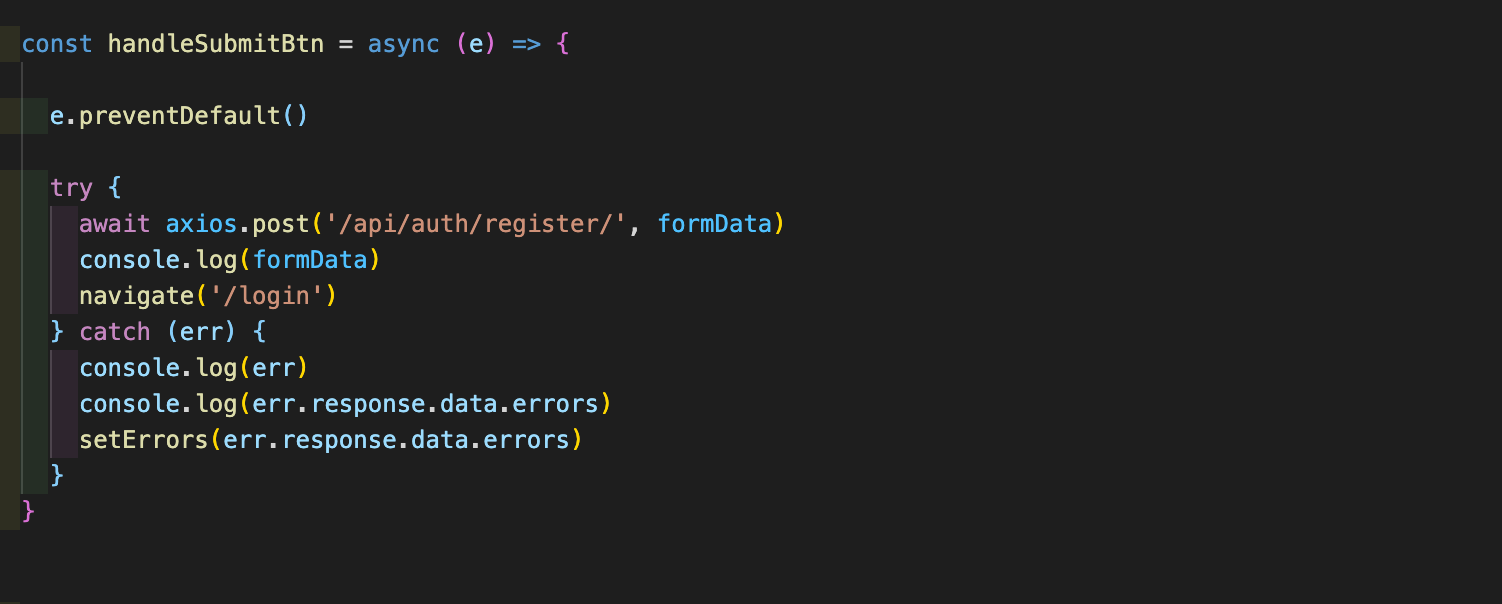 const handleSubmitBtn = async (e) => {
e.preventDefault()
try {
await axios.post('/api/auth/register/', formData)
console.log(formData)
navigate('/login')
} catch (err) {
console.log(err)
console.log(err.response.data.errors)
setErrors(err.response.data.errors)
}
}